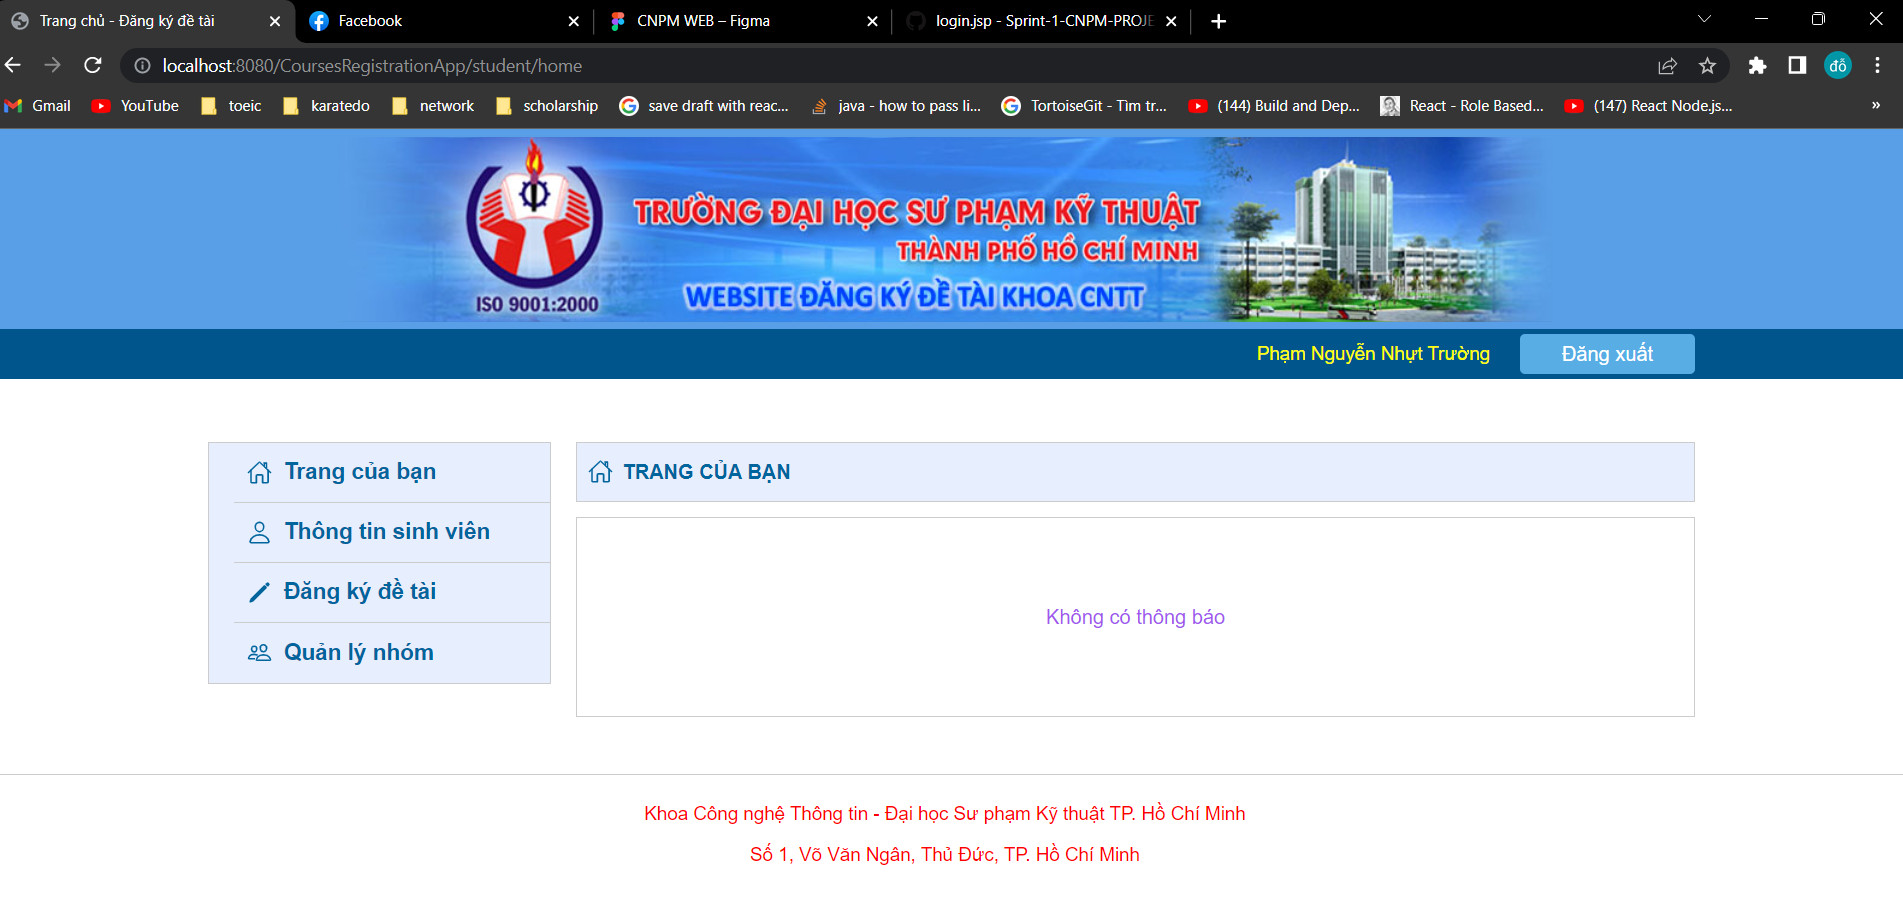 Trang chủ - Đăng ký đề tài
Facebook
CNPM WEB – Figma
login.jsp - Sprint-1-CNPM-PROJE
localhost:8080/CoursesRegistrationApp/student/home
đỗ
Gmail
YouTube
toeic
karatedo
network
scholarship
save draft with reac...
java - how to pass li...
TortoiseGit - Tìm tr...
(144) Build and Dep...
React - Role Based...
(147) React Node.js...
»
TRƯỜNG ĐẠI HỌC SƯ PHẠM KỸ THUẬT
THÀNH PHỐ HỒ CHÍ MINH
WEBSITE ĐĂNG KÝ ĐỀ TÀI KHOA CNTT
ISO 9001:2000
Phạm Nguyễn Nhựt Trường
Đăng xuất
Trang của bạn
Thông tin sinh viên
Đăng ký đề tài
Quản lý nhóm
TRANG CỦA BẠN
Không có thông báo
Khoa Công nghệ Thông tin - Đại học Sư phạm Kỹ thuật TP. Hồ Chí Minh
Số 1, Võ Văn Ngân, Thủ Đức, TP. Hồ Chí Minh